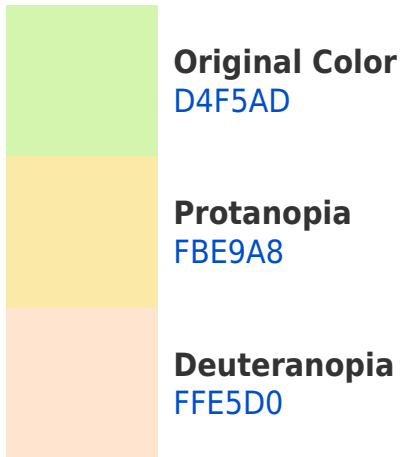 Original Color
D4F5AD
Protanopia
FBE9A8
Deuteranopia
FFE5D0